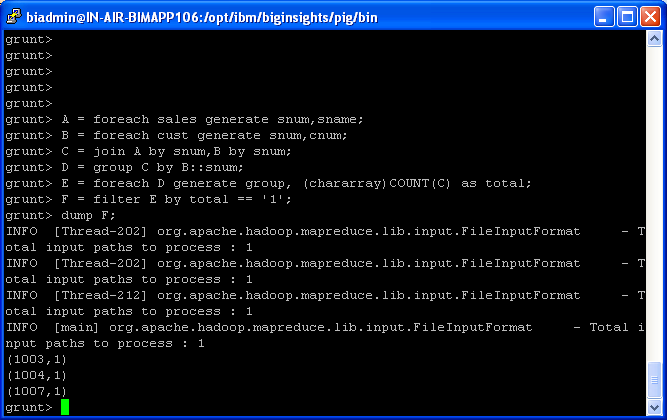 biadmin@IN-AIR-BIMAPP106:/opt/ibm/biginsights/pig/bin
grunt>
grunt>
grunt>
grunt>
grunt>
grunt> A = foreach sales generate snum,sname;
grunt> B = foreach cust generate snum,cnum;
grunt> C = join A by snum,B by snum;
grunt> D = group C by B::snum;
grunt> E = foreach D generate group, (chararray)COUNT(C) as total;
grunt> F = filter E by total == '1';
grunt> dump F;
INFO  [Thread-202] org.apache.hadoop.mapreduce.lib.input.FileInputFormat     - T
otal input paths to process : 1
INFO  [Thread-202] org.apache.hadoop.mapreduce.lib.input.FileInputFormat     - T
otal input paths to process : 1
INFO  [Thread-212] org.apache.hadoop.mapreduce.lib.input.FileInputFormat     - T
otal input paths to process : 1
INFO  [main] org.apache.hadoop.mapreduce.lib.input.FileInputFormat     - Total i
nput paths to process : 1
(1003,1)
(1004,1)
(1007,1)
grunt>